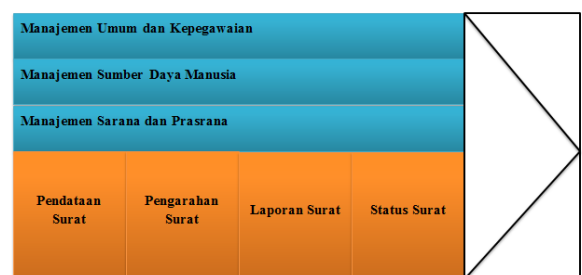 Manajemen Umum dan Kepegawaian
Manajemen Sumber Daya Manusia
Manajemen Sarana dan Prasrana
Pendataan
Surat
Pengarahan
Surat
Laporan Surat
Status Surat